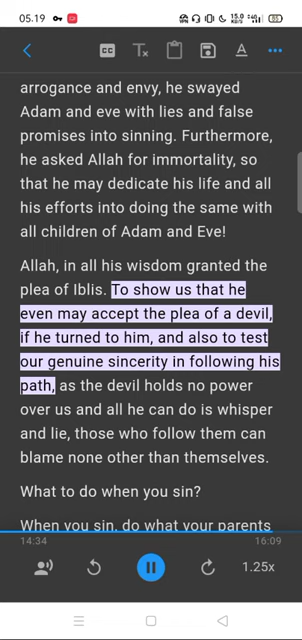 05.19
15.0
KB/S
CC
arrogance and envy, he swayed
Adam and eve with lies and false
promises into sinning. Furthermore,
he asked Allah for immortality, so
that he may dedicate his life and all
his efforts into doing the same with
all children of Adam and Eve!
Allah, in all his wisdom granted the
plea of Iblis. To show us that he
even may accept the plea of a devil,
if he turned to him, and also to test
our genuine sincerity in following his
path, as the devil holds no power
over us and all he can do is whisper
and lie, those who follow them can
blame none other than themselves.
What to do when you sin?
When you sin, do what your parents
14:34
16:09
1.25x